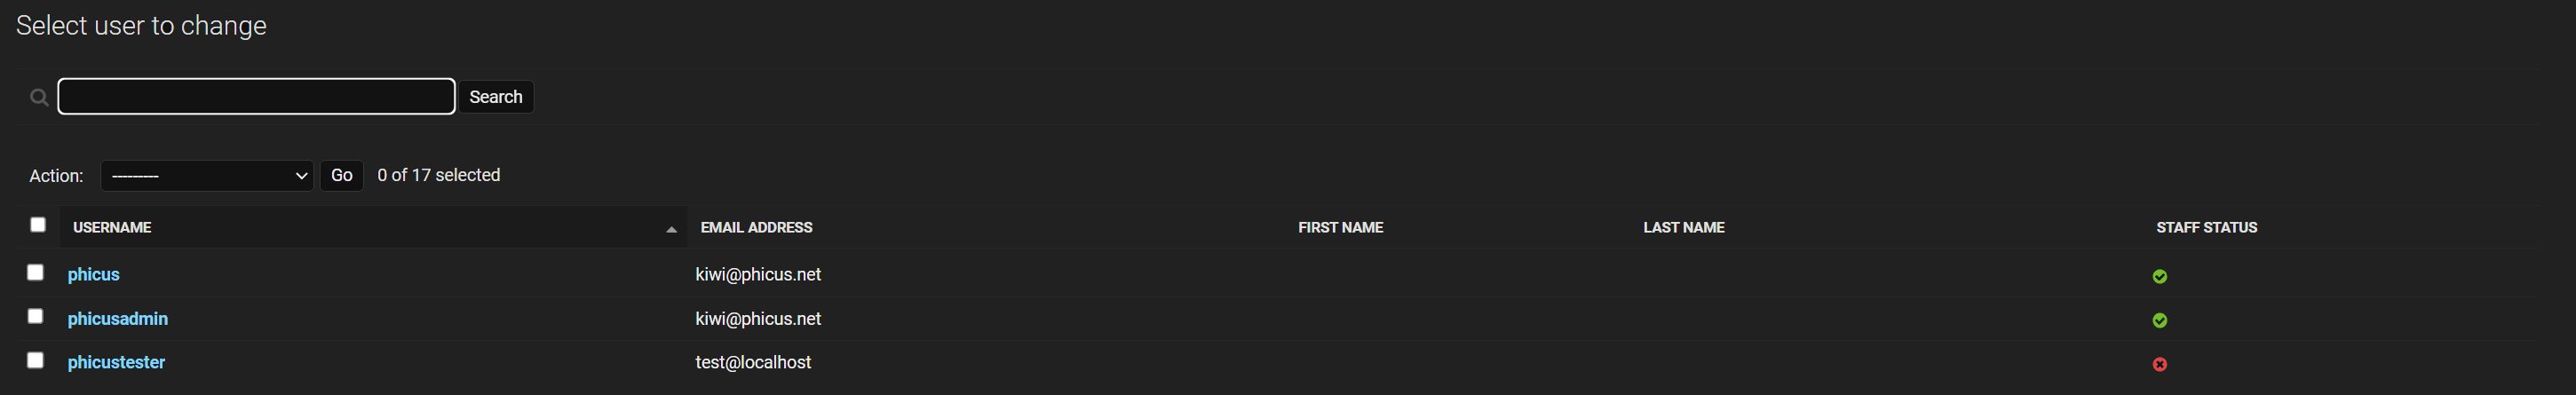 Select user to change
Search
Action: --------- Go 0 of 17 selected
USERNAME EMAIL ADDRESS FIRST NAME LAST NAME STAFF STATUS
phicus kiwi@phicus.net
phicusadmin kiwi@phicus.net
phicustester test@localhost